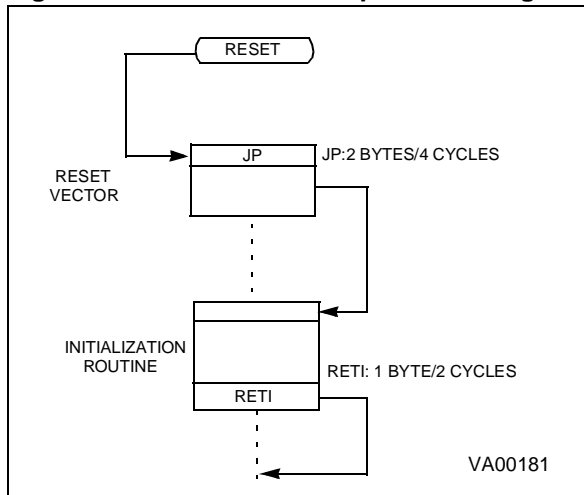 RESET
JP
JP:2 BYTES/4 CYCLES
RESET
VECTOR
INITIALIZATION
ROUTINE
RETI: 1 BYTE/2 CYCLES
RETI
VA00181